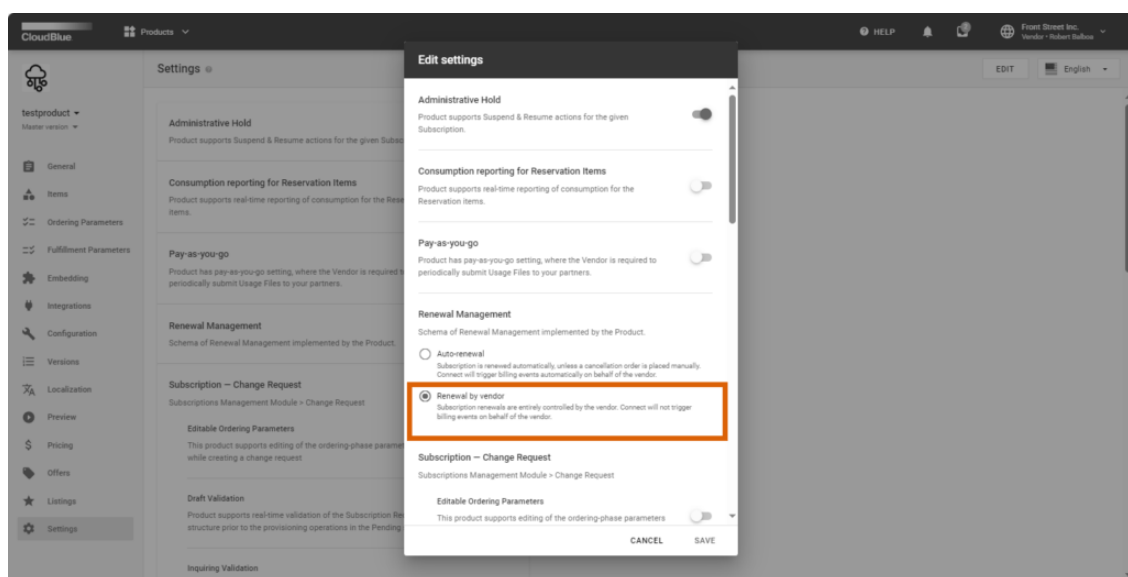 CloudBlue
Products
HELP
Front Street Inc.
Vendor - Robert Balboa
Settings
EDIT
English
testproduct
Master version
General
Items
Ordering Parameters
Fulfillment Parameters
Embedding
Integrations
Configuration
Versions
Localization
Preview
Pricing
Offers
Listings
Settings
Administrative Hold
Product supports Suspend & Resume actions for the given Subsc
Consumption reporting for Reservation Items
Product supports real-time reporting of consumption for the Rese
items.
Pay-as-you-go
Product has pay-as-you-go setting, where the Vendor is required t
periodically submit Usage Files to your partners.
Renewal Management
Schema of Renewal Management implemented by the Product.
Subscription — Change Request
Subscriptions Management Module > Change Request
Editable Ordering Parameters
This product supports editing of the ordering-phase paramet
while creating a change request
Draft Validation
Product supports real-time validation of the Subscription Re
structure prior to the provisioning operations in the Pending
Inquiring Validation
Edit settings
Administrative Hold
Product supports Suspend & Resume actions for the given
Subscription.
Consumption reporting for Reservation Items
Product supports real-time reporting of consumption for the
Reservation items.
Pay-as-you-go
Product has pay-as-you-go setting, where the Vendor is required to
periodically submit Usage Files to your partners.
Renewal Management
Schema of Renewal Management implemented by the Product.
Auto-renewal
Subscription is renewed automatically, unless a cancellation order is placed manually.
Connect will trigger billing events automatically on behalf of the vendor.
Renewal by vendor
Subscription renewals are entirely controlled by the vendor. Connect will not trigger
billing events on behalf of the vendor.
Subscription — Change Request
Subscriptions Management Module > Change Request
Editable Ordering Parameters
This product supports editing of the ordering-phase parameters
CANCEL
SAVE